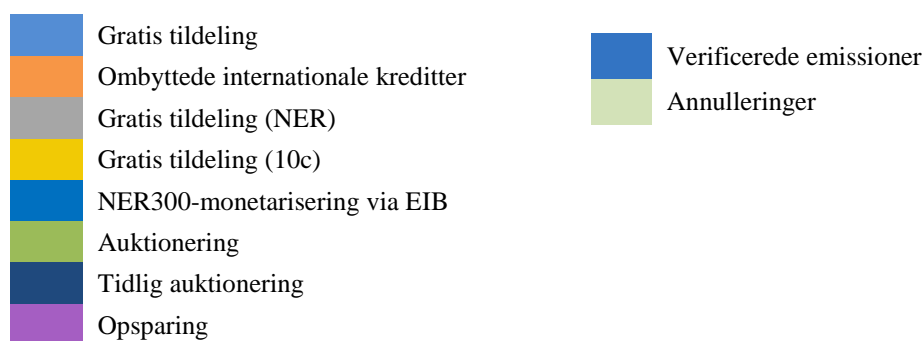 Gratis tildeling
Ombyttede internationale kreditter
Gratis tildeling (NER)
Gratis tildeling (10c)
NER300-monetarisering via EIB
Auktionering
Tidlig auktionering
Opsparing
Verificerede emissioner
Annulleringer